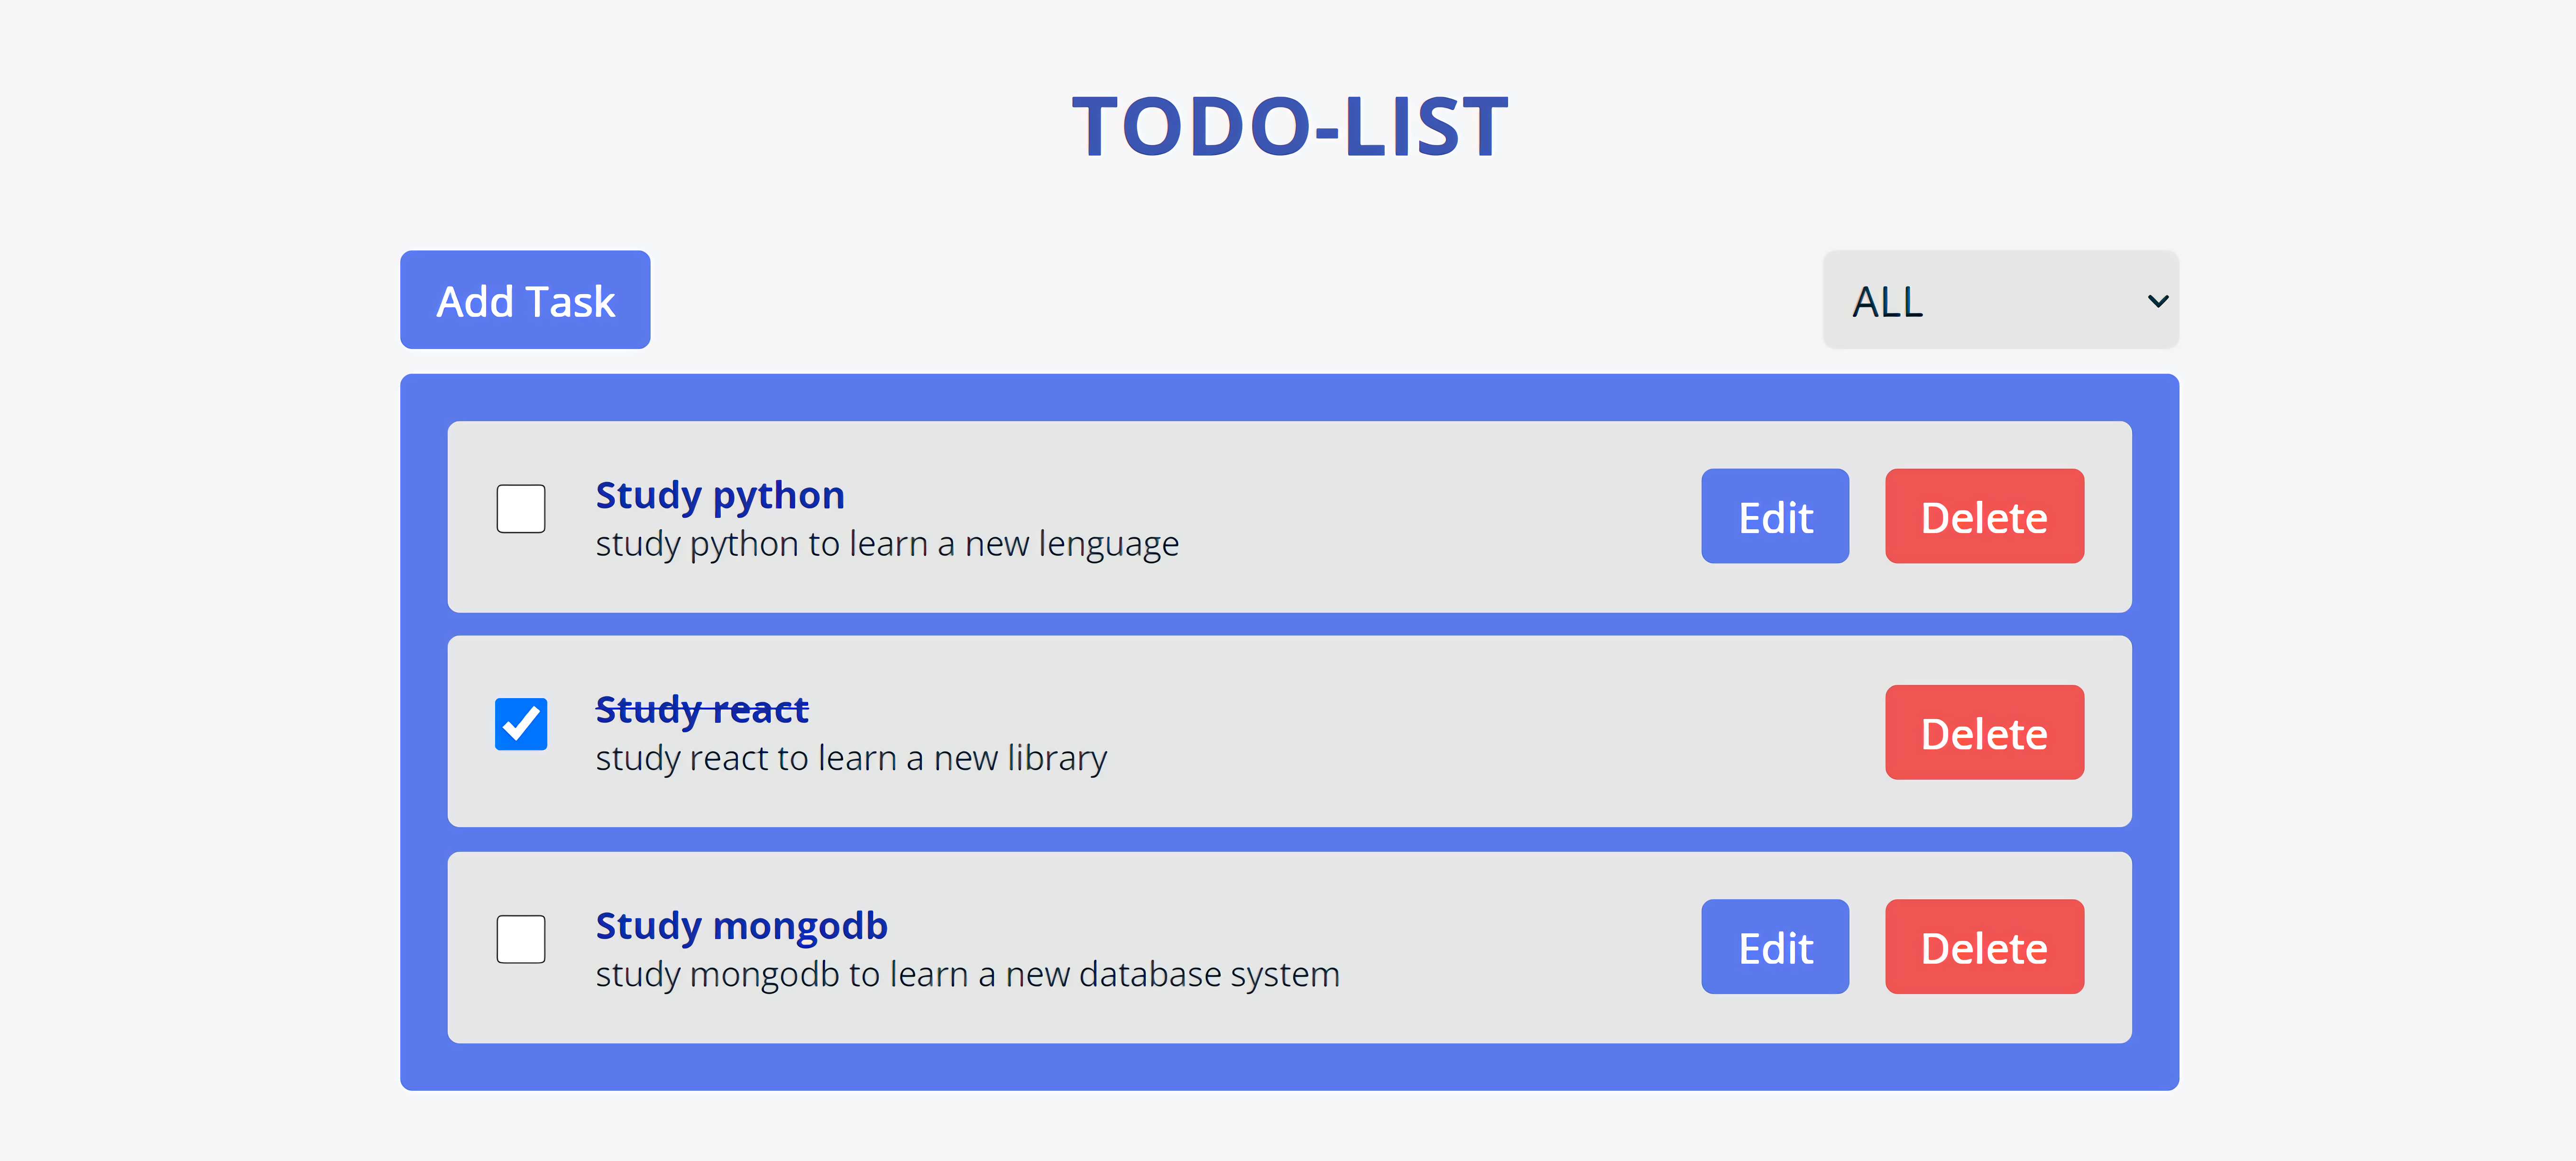 TODO-LIST
Add Task
ALL
Study python
study python to learn a new lenguage
Edit
Delete
Study react
study react to learn a new library
Delete
Study mongodb
study mongodb to learn a new database system
Edit
Delete